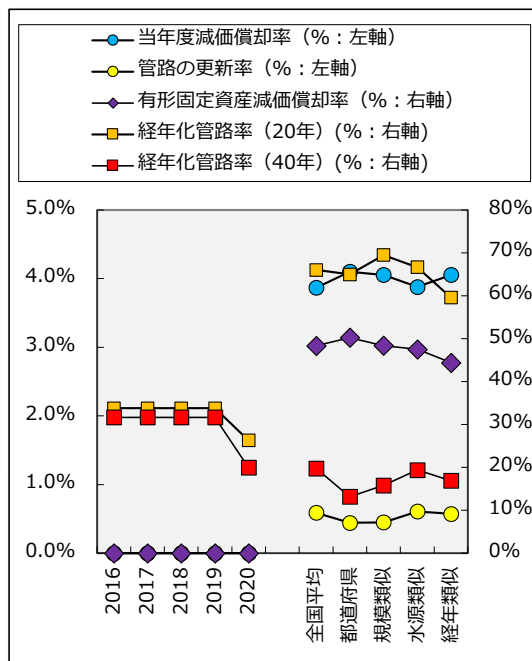 当年度減価償却率（%：左軸）
管路の更新率（%：左軸）
有形固定資産減価償却率（%：右軸）
経年化管路率（20年）(%：右軸)
経年化管路率（40年）(%：右軸)
5.0%
4.0%
3.0%
2.0%
1.0%
0.0%
80%
70%
60%
50%
40%
30%
20%
10%
0%
2016
2017
2018
2019
2020
全国平均
都道府県
規模類似
水源類似
経年類似